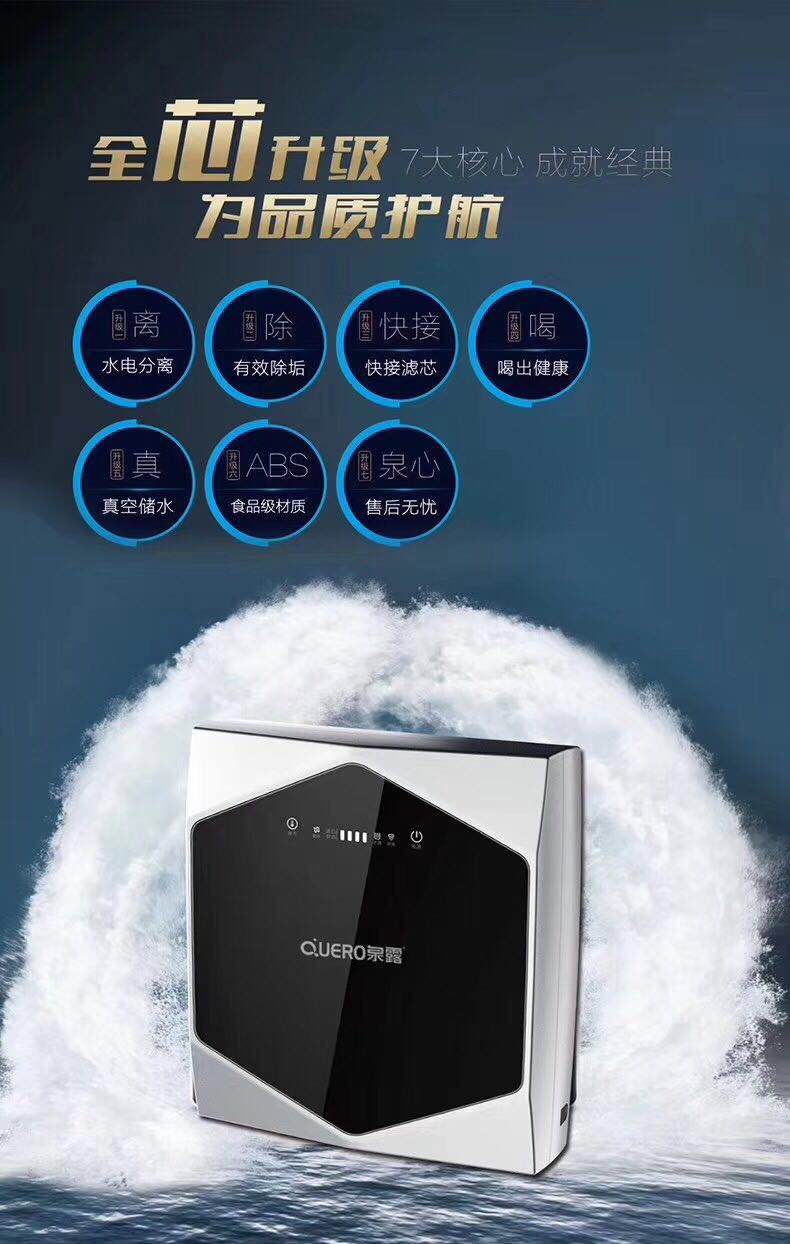 全芯升级 7大核心 成就经典
为品质护航
升级一 离
水电分离
升级二 除
有效除垢
升级三 快接
快接滤芯
升级四 喝
喝出健康
升级五 真
真空储水
升级六 ABS
食品级材质
升级七 泉心
售后无忧
QUERO泉露